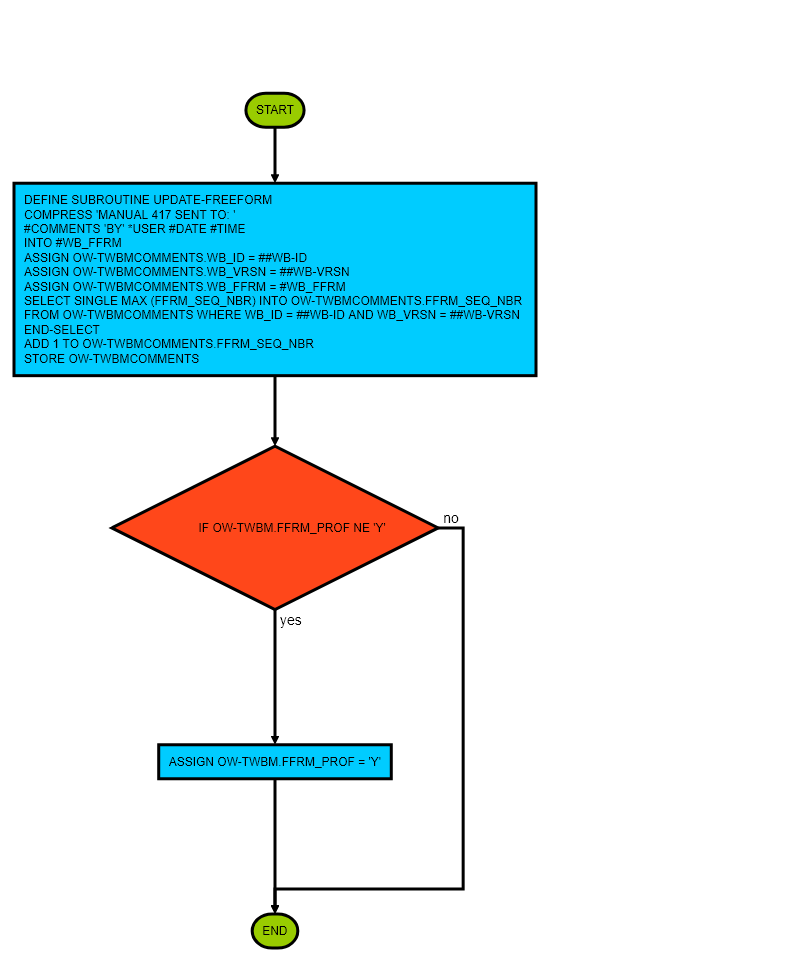 START
DEFINE SUBROUTINE UPDATE-FREEFORM
COMPRESS 'MANUAL 417 SENT TO: '
#COMMENTS 'BY' *USER #DATE #TIME
INTO #WB_FFRM
ASSIGN OW-TWBMCOMMENTS.WB_ID = ##WB-ID
ASSIGN OW-TWBMCOMMENTS.WB_VRSN = ##WB-VRSN
ASSIGN OW-TWBMCOMMENTS.WB_FFRM = #WB_FFRM
SELECT SINGLE MAX (FFRM_SEQ_NBR) INTO OW-TWBMCOMMENTS.FFRM_SEQ_NBR
FROM OW-TWBMCOMMENTS WHERE WB_ID = ##WB-ID AND WB_VRSN = ##WB-VRSN
END-SELECT
ADD 1 TO OW-TWBMCOMMENTS.FFRM_SEQ_NBR
STORE OW-TWBMCOMMENTS
IF OW-TWBM.FFRM_PROF NE 'Y'
no
yes
ASSIGN OW-TWBM.FFRM_PROF = 'Y'
END